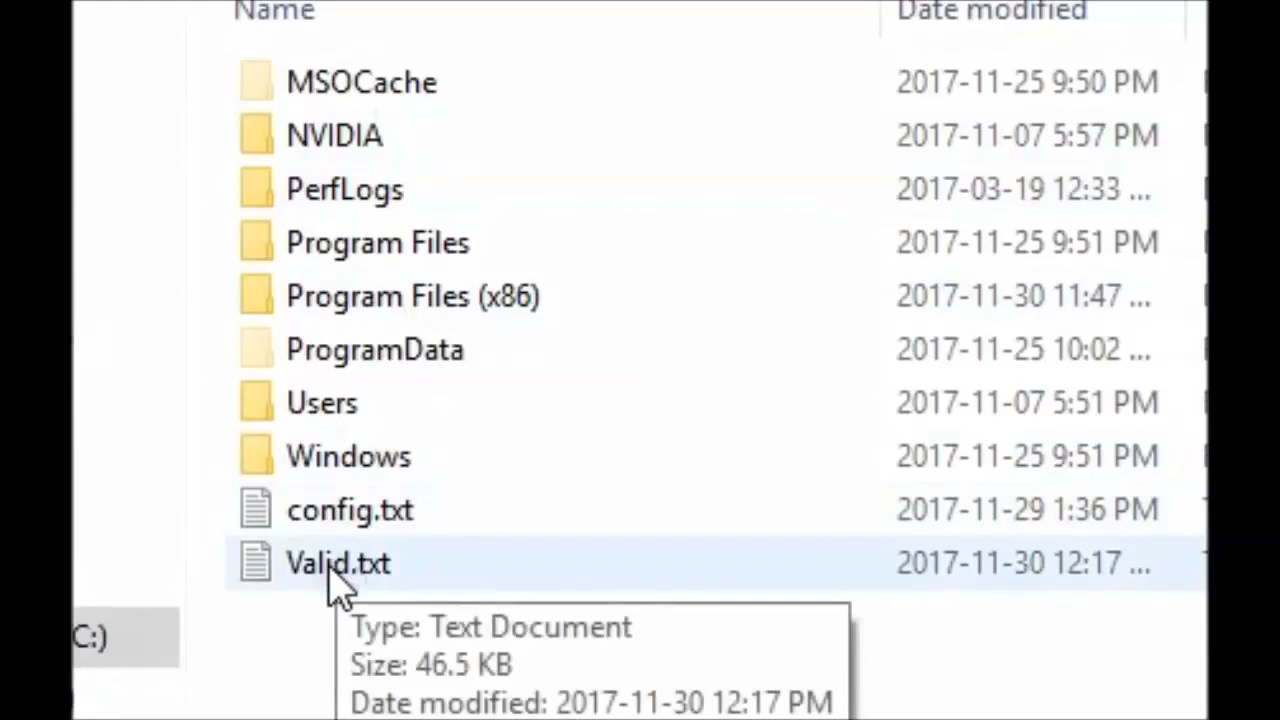 Name Date modified
MSOCache 2017-11-25 9:50 PM
NVIDIA 2017-11-07 5:57 PM
PerfLogs 2017-03-19 12:33 ...
Program Files 2017-11-25 9:51 PM
Program Files (x86) 2017-11-30 11:47 ...
ProgramData 2017-11-25 10:02 ...
Users 2017-11-07 5:51 PM
Windows 2017-11-25 9:51 PM
config.txt 2017-11-29 1:36 PM
Valid.txt 2017-11-30 12:17 ...
C:)
Type: Text Document
Size: 46.5 KB
Date modified: 2017-11-30 12:17 PM